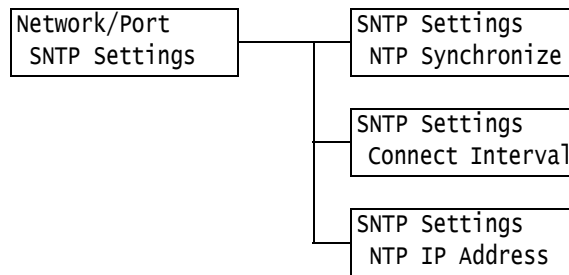 Network/Port
SNTP Settings
SNTP Settings
NTP Synchronize
SNTP Settings
Connect Interval
SNTP Settings
NTP IP Address